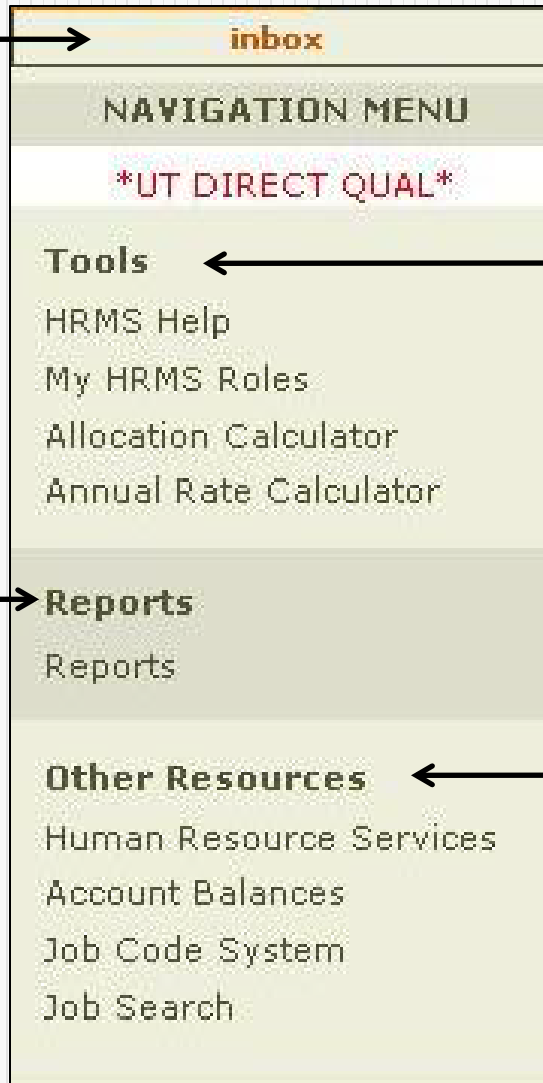 inbox
NAVIGATION MENU
*UT DIRECT QUAL*
Tools
HRMS Help
My HRMS Roles
Allocation Calculator
Annual Rate Calculator
Reports
Reports
Other Resources
Human Resource Services
Account Balances
Job Code System
Job Search